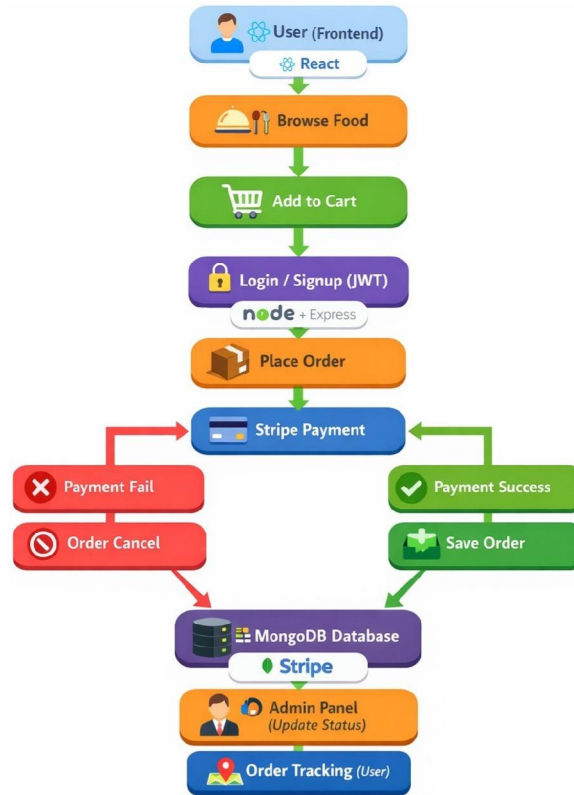 User (Frontend)
React
Browse Food
Add to Cart
Login / Signup (JWT)
node + Express
Place Order
Stripe Payment
Payment Fail
Payment Success
Order Cancel
Save Order
MongoDB Database
Stripe
Admin Panel
(Update Status)
Order Tracking (User)